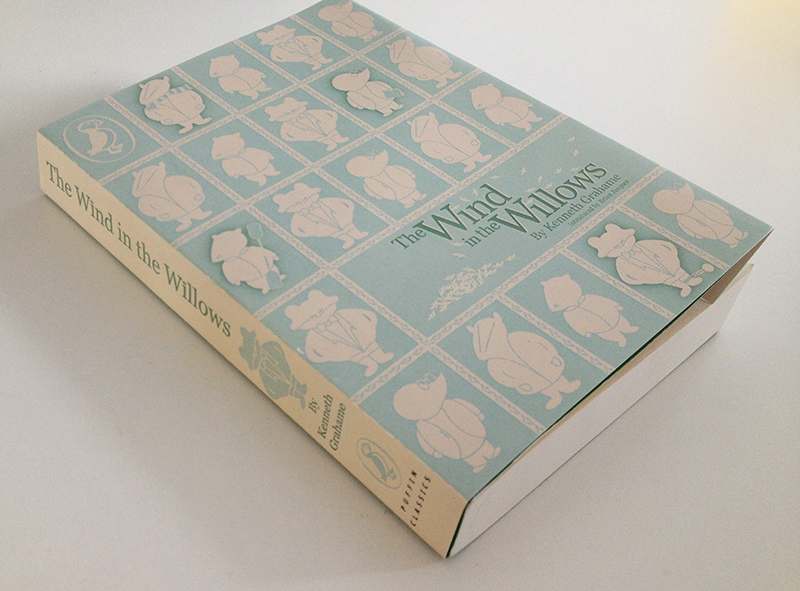 The Wind
in the Willows
By Kenneth Grahame
The Wind in the Willows
By
Kenneth
Grahame
PUFFIN
CLASSICS